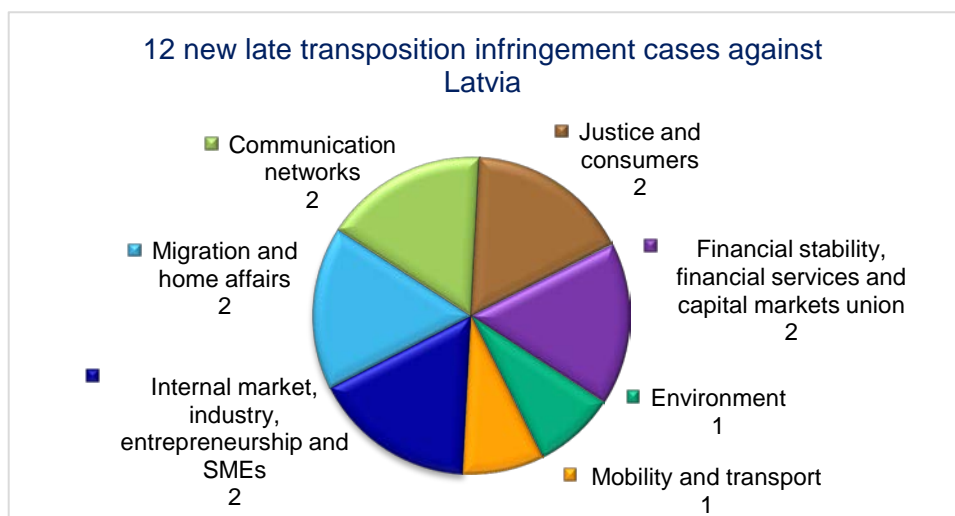 12 new late transposition infringement cases against
Latvia
Communication
networks
2
Justice and
consumers
2
Migration and
home affairs
2
Financial stability,
financial services and
capital markets union
2
Internal market,
industry,
entrepreneurship and
SMEs
2
Environment
1
Mobility and transport
1